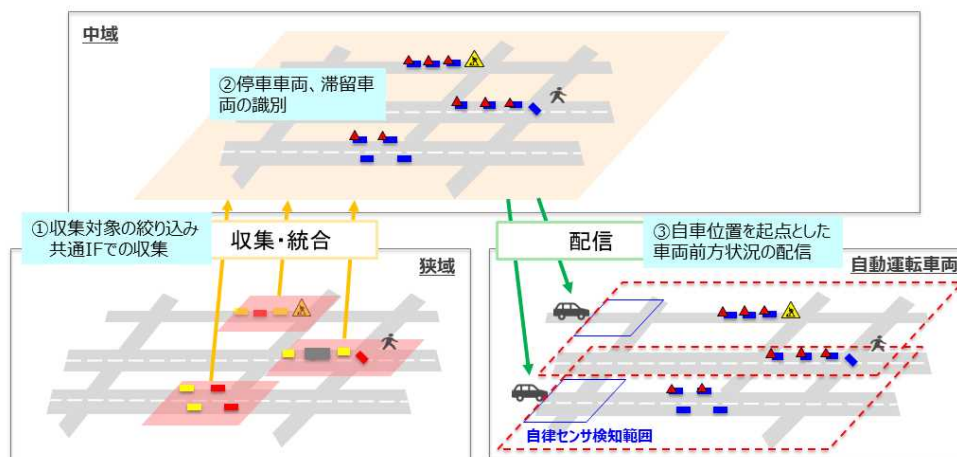 中域
②停車車両、滞留車
両の識別
①収集対象の絞り込み
共通IFでの収集
収集・統合
配信
③自車位置を起点とした
車両前方状況の配信
狭域
自動運転車両
自律センサ検知範囲